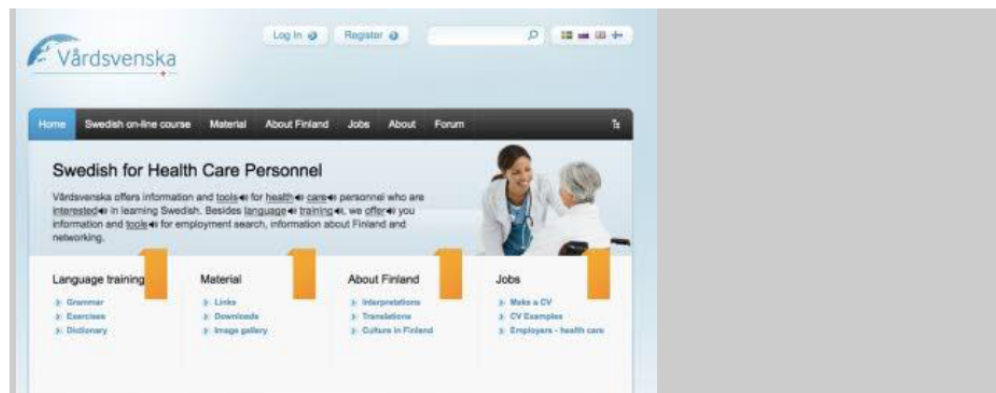 Log In Register
Vårdsvenska
Home Swedish on-line course Material About Finland Jobs About Forum
Swedish for Health Care Personnel
Vårdsvenska offers information and tools for health care personnel who are
interested in learning Swedish. Besides language training, we offer you
information and tools for employment search, information about Finland and
networking.
Language training
Grammar
Exercises
Dictionary
Material
Links
Downloads
Image gallery
About Finland
Interpretations
Translations
Culture in Finland
Jobs
Make a CV
CV Examples
Employers - health care